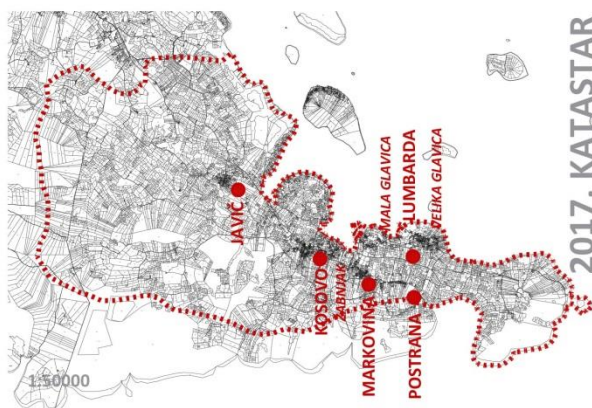 2017. KATASTAR
JAVIĆ
KOSOVO
ŽABNJAK
MARKOVINA
POSTRANA
MALA GLAVICA
LUMBARDA
VELIKA GLAVICA
1:50000